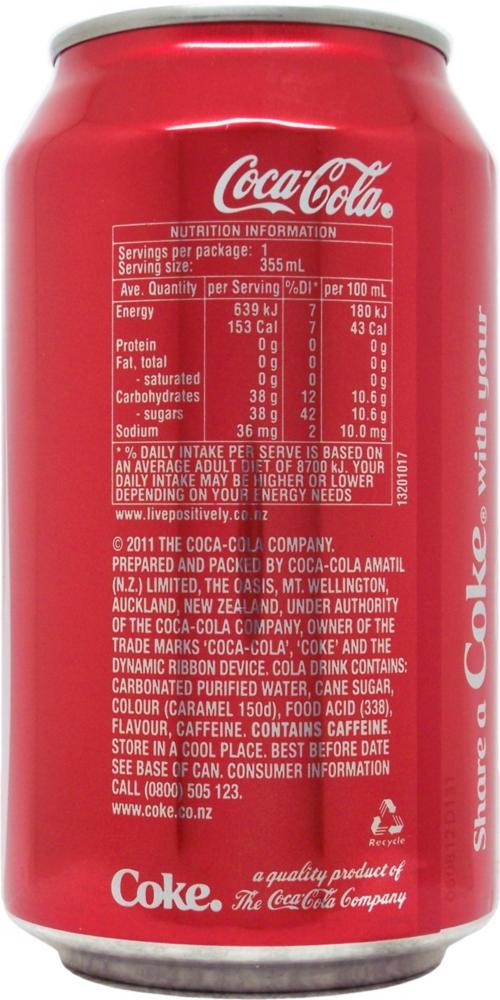 Coca-Cola®
NUTRITION INFORMATION
Servings per package: 1
Serving size: 355 mL
Ave. Quantity per Serving %DI* per 100 mL
Energy 639 kJ 7 180 kJ
153 Cal 7 43 Cal
Protein 0 g 0 0 g
Fat, total 0 g 0 0 g
- saturated 0 g 0 0 g
Carbohydrates 38 g 12 10.6 g
- sugars 38 g 42 10.6 g
Sodium 36 mg 2 10.0 mg
* % DAILY INTAKE PER SERVE IS BASED ON
AN AVERAGE ADULT DIET OF 8700 kJ. YOUR
DAILY INTAKE MAY BE HIGHER OR LOWER
DEPENDING ON YOUR ENERGY NEEDS
13201017
www.livepositively.co.nz
© 2011 THE COCA-COLA COMPANY.
PREPARED AND PACKED BY COCA-COLA AMATIL
(N.Z.) LIMITED, THE OASIS, MT. WELLINGTON,
AUCKLAND, NEW ZEALAND, UNDER AUTHORITY
OF THE COCA-COLA COMPANY, OWNER OF THE
TRADE MARKS 'COCA-COLA', 'COKE' AND THE
DYNAMIC RIBBON DEVICE. COLA DRINK CONTAINS:
CARBONATED PURIFIED WATER, CANE SUGAR,
COLOUR (CARAMEL 150d), FOOD ACID (338),
FLAVOUR, CAFFEINE. CONTAINS CAFFEINE.
STORE IN A COOL PLACE. BEST BEFORE DATE
SEE BASE OF CAN. CONSUMER INFORMATION
CALL (0800) 505 123.
www.coke.co.nz
Recycle
Coke. a quality product of
The Coca-Cola Company
Share a Coke® with your